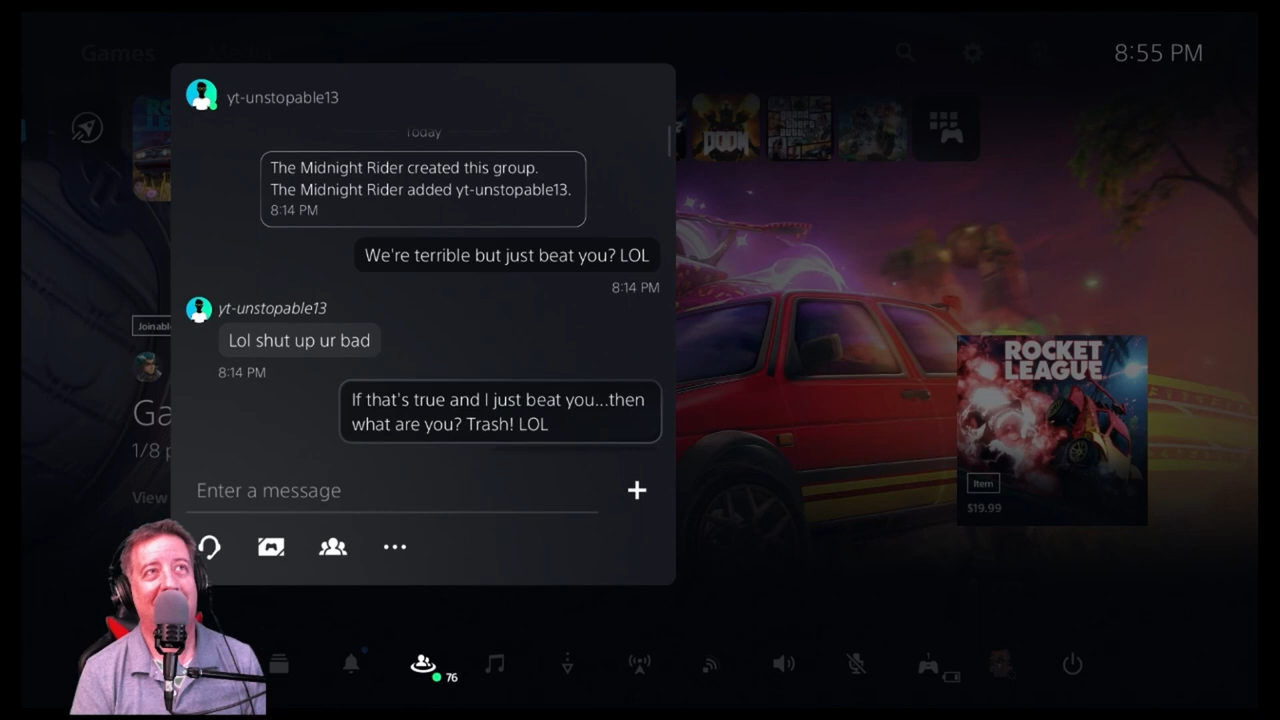 Games
8:55 PM
yt-unstopable13
Today
The Midnight Rider created this group.
The Midnight Rider added yt-unstopable13.
8:14 PM
We're terrible but just beat you? LOL
8:14 PM
yt-unstopable13
Lol shut up ur bad
8:14 PM
If that's true and I just beat you...then
what are you? Trash! LOL
Enter a message
DOOM
ROCKET
LEAGUE
Item
$19.99
Joinabl
Ga
1/8 p
View
76